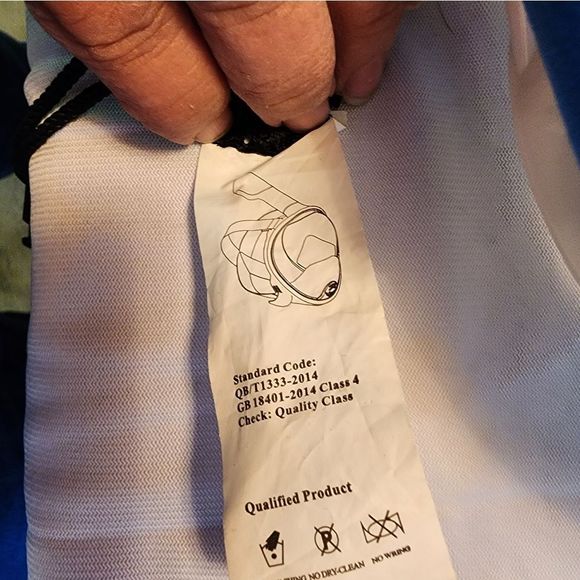 Standard Code:
QB/T1333-2014
GB 18401-2014 Class 4
Check: Quality Class
Qualified Product
P
NO DRY-CLEAN NO WRING